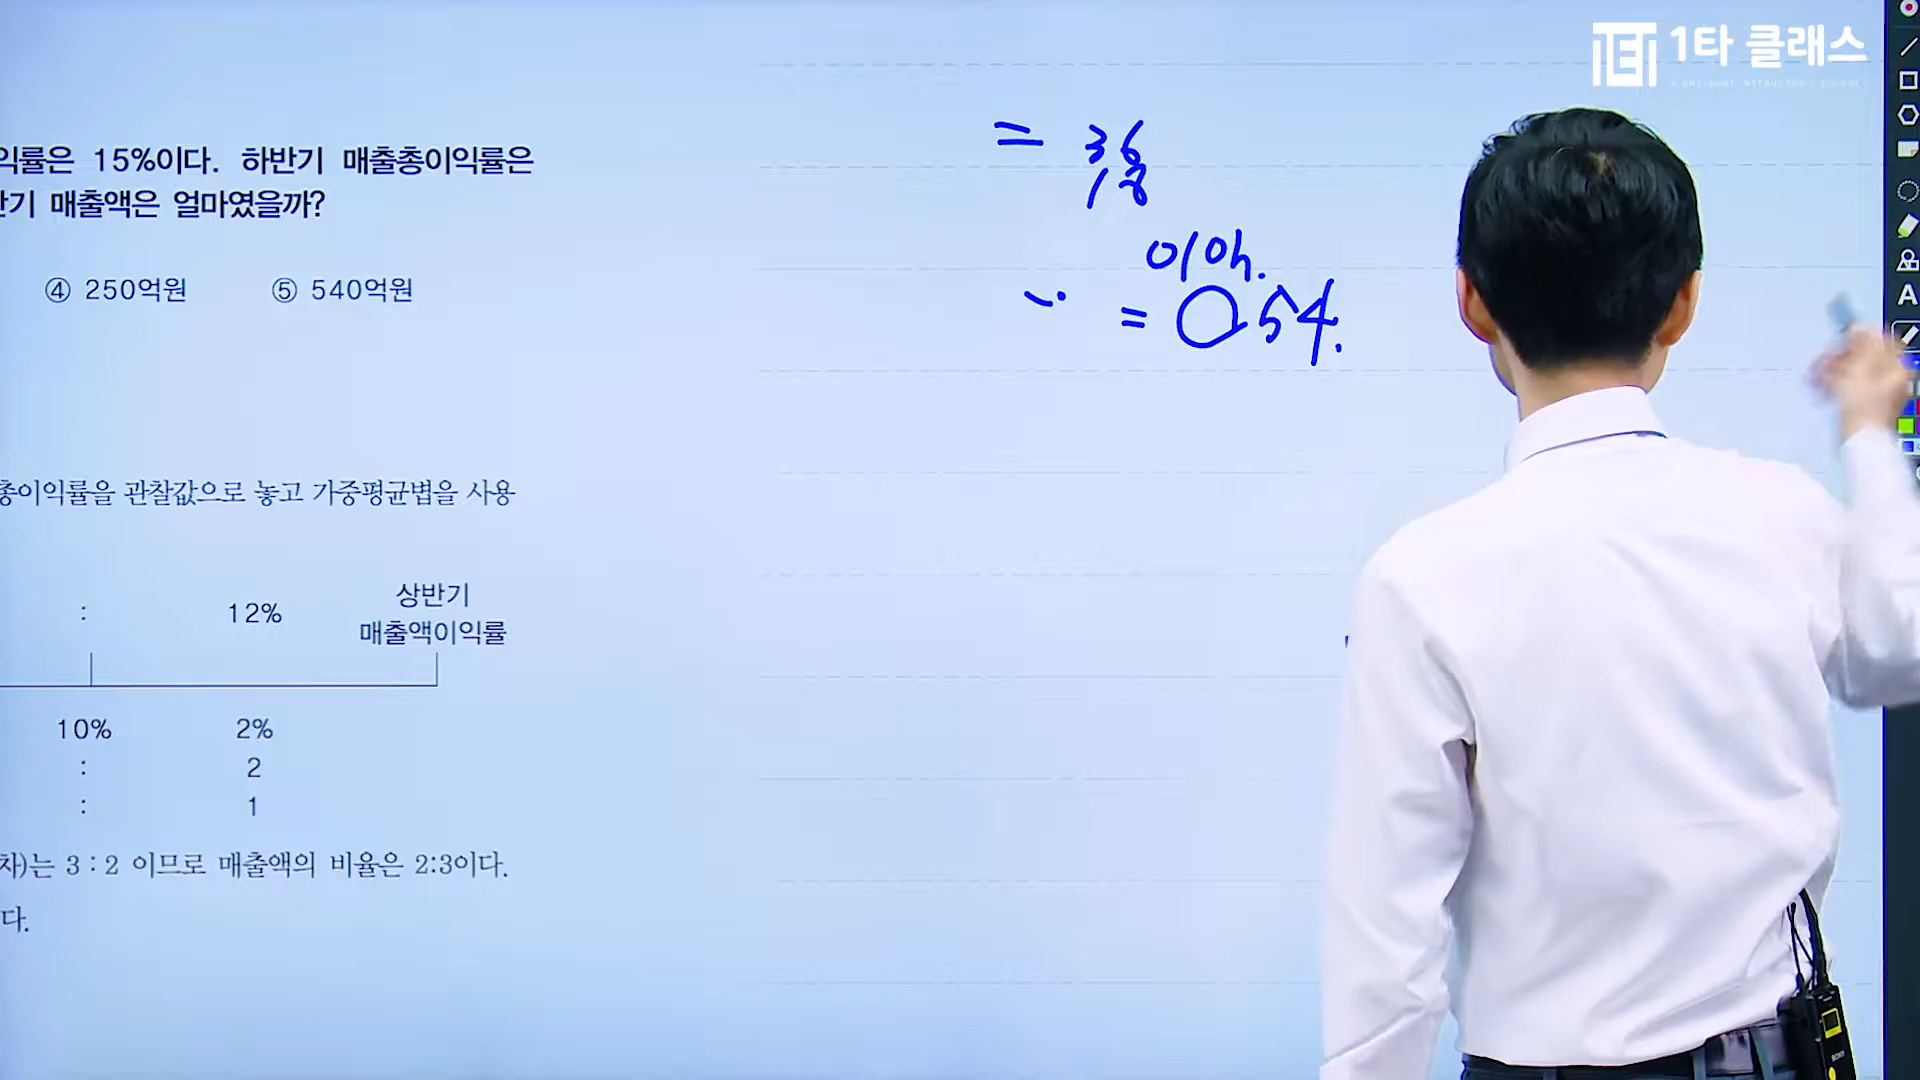 1타 클래스
익률은 15%이다. 하반기 매출총이익률은
반기 매출액은 얼마였을까?
④ 250억원 ⑤ 540억원
총이익률을 관찰값으로 놓고 가중평균법을 사용
: 12% 상반기
매출액이익률
10% 2%
: 2
: 1
차)는 3 : 2 이므로 매출액의 비율은 2:3이다.
다.
= 36
18
= 54.